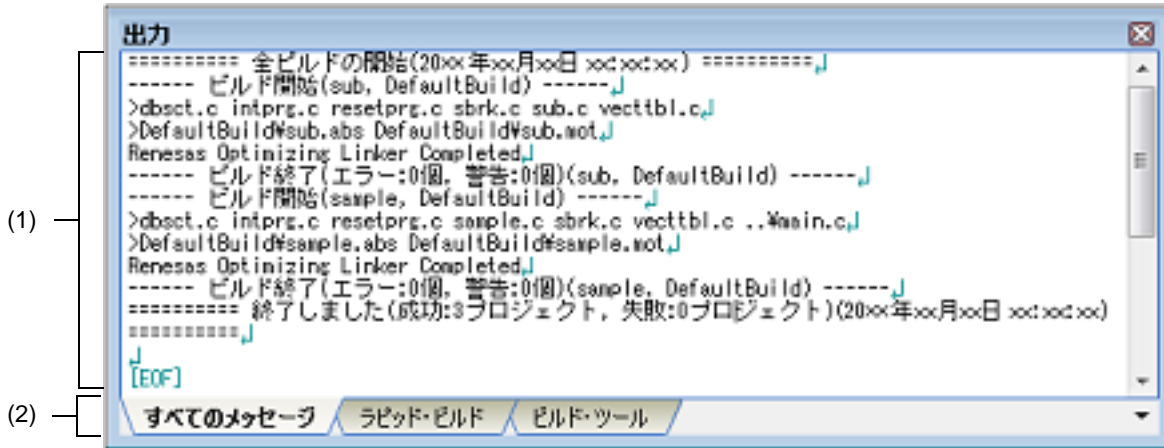 出力
========== 全ビルドの開始(20xx年xx月xx日 xx:xx:xx) ==========↲
------ ビルド開始(sub, DefaultBuild) ------↲
>dbsct.c intprg.c resetprg.c sbrk.c sub.c vecttbl.c↲
>DefaultBuild¥sub.abs DefaultBuild¥sub.mot↲
Renesas Optimizing Linker Completed↲
------ ビルド終了(エラー:0個, 警告:0個)(sub, DefaultBuild) ------↲
------ ビルド開始(sample, DefaultBuild) ------↲
(1)
>dbsct.c intprg.c resetprg.c sample.c sbrk.c vecttbl.c ..¥main.c↲
>DefaultBuild¥sample.abs DefaultBuild¥sample.mot↲
Renesas Optimizing Linker Completed↲
------ ビルド終了(エラー:0個, 警告:0個)(sample, DefaultBuild) ------↲
========== 終了しました(成功:3プロジェクト, 失敗:0プロジェクト)(20xx年xx月xx日 xx:xx:xx)
==========↲
↲
[EOF]
(2)
すべてのメッセージ ラピッド・ビルド ビルド・ツール